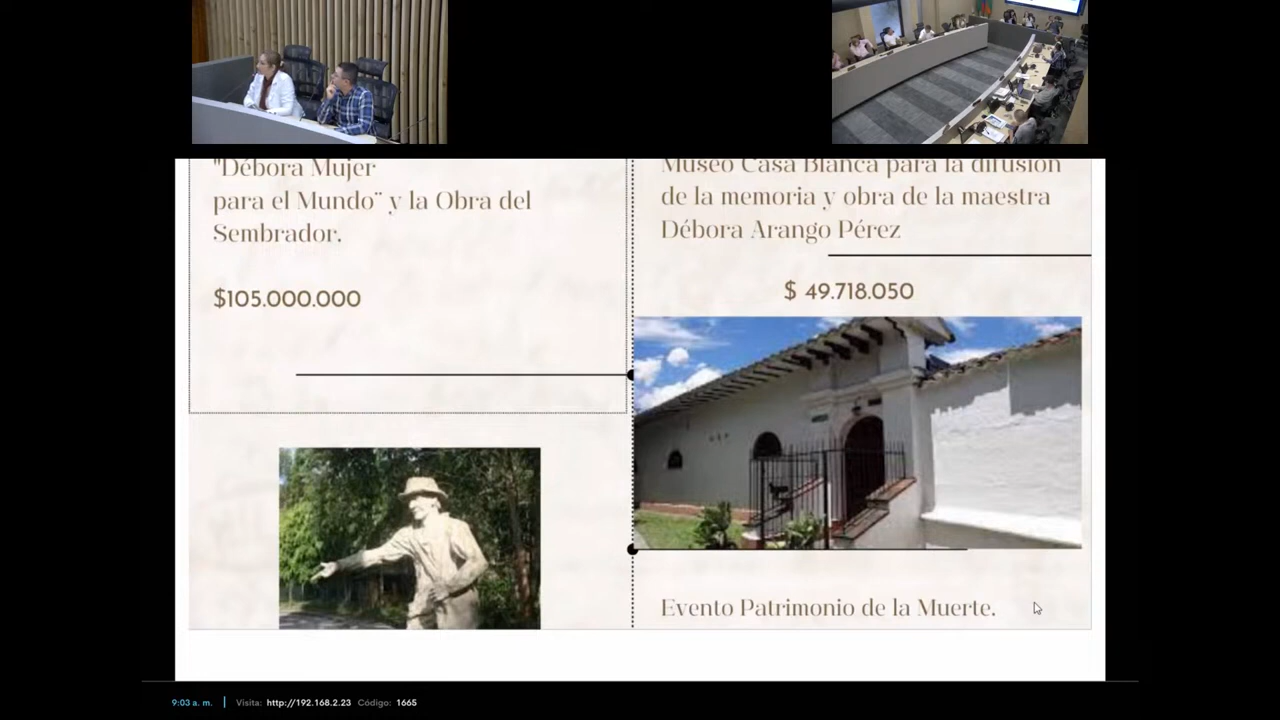 "Débora Mujer
para el Mundo¨ y la Obra del
Sembrador.
$105.000.000
Museo Casa Blanca para la difusión
de la memoria y obra de la maestra
Débora Arango Pérez
$ 49.718.050
Evento Patrimonio de la Muerte.
9:03 a. m. | Visita: http://192.168.2.23 Código: 1665